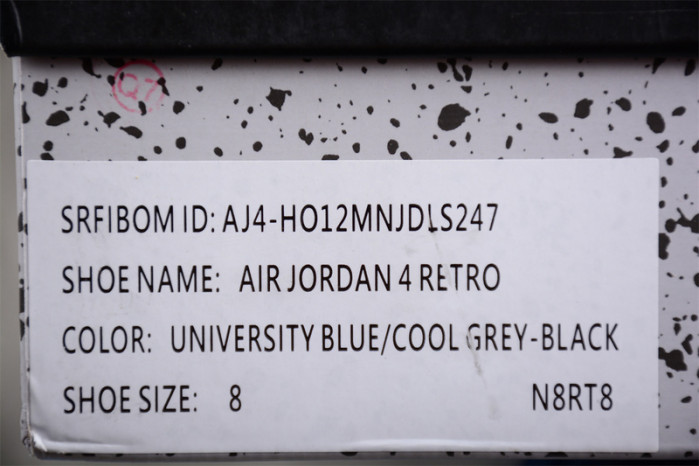 Q7
SRFIBOM ID: AJ4-HO12MNJDLS247
SHOE NAME: AIR JORDAN 4 RETRO
COLOR: UNIVERSITY BLUE/COOL GREY-BLACK
SHOE SIZE: 8 N8RT8